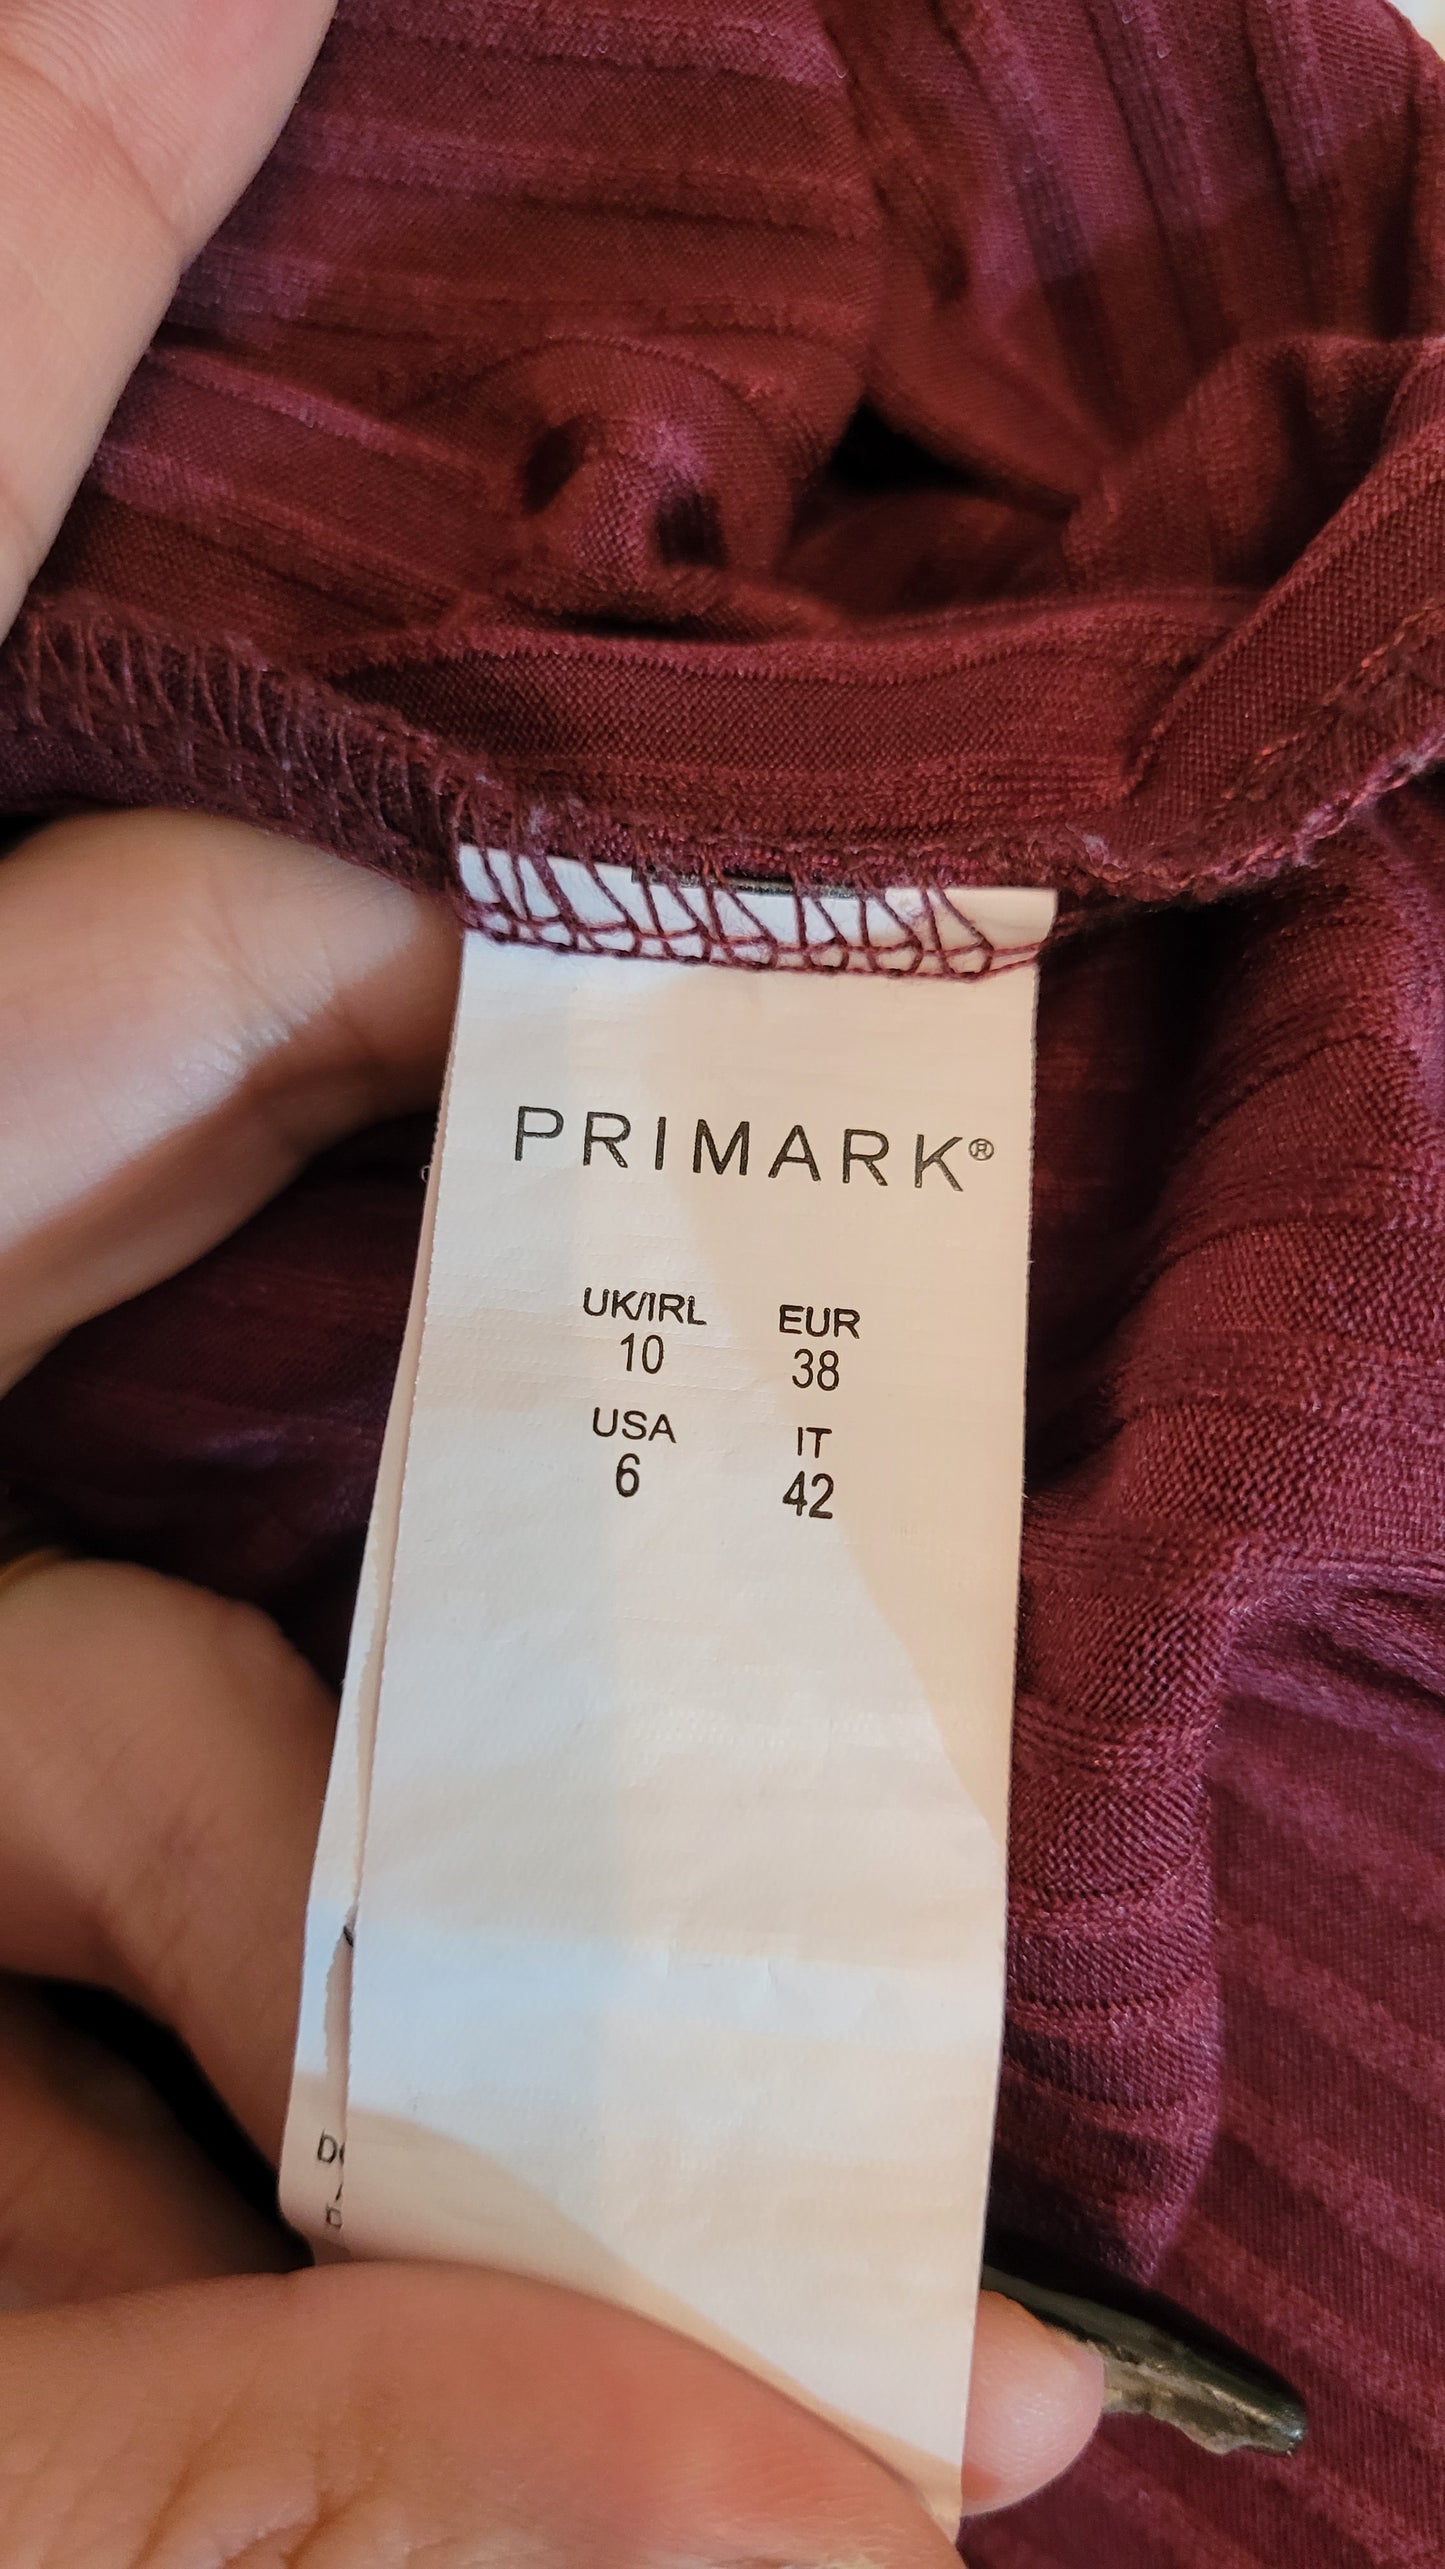 PRIMARK®
UK/IRL EUR
10 38
USA IT
6 42